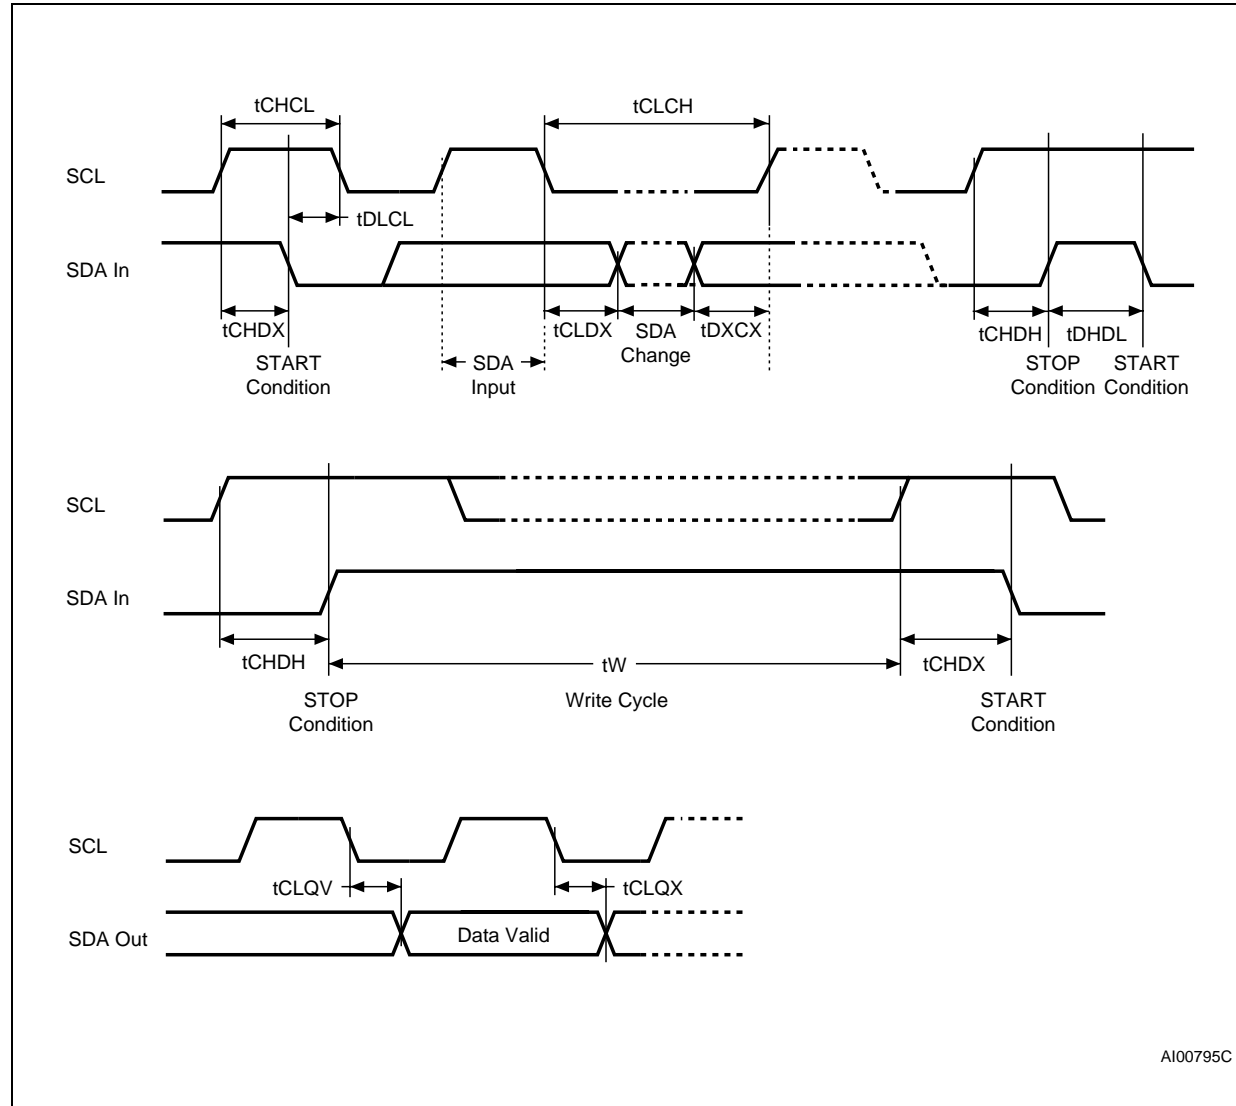 tCHCL
tCLCH
SCL
tDLCL
SDA In
tCHDX
tCLDX
SDA
Change
tDXCX
tCHDH
tDHDL
START
Condition
SDA
Input
STOP
Condition
START
Condition
SCL
SDA In
tCHDH
tW
tCHDX
STOP
Condition
Write Cycle
START
Condition
SCL
tCLQV
tCLQX
SDA Out
Data Valid
AI00795C